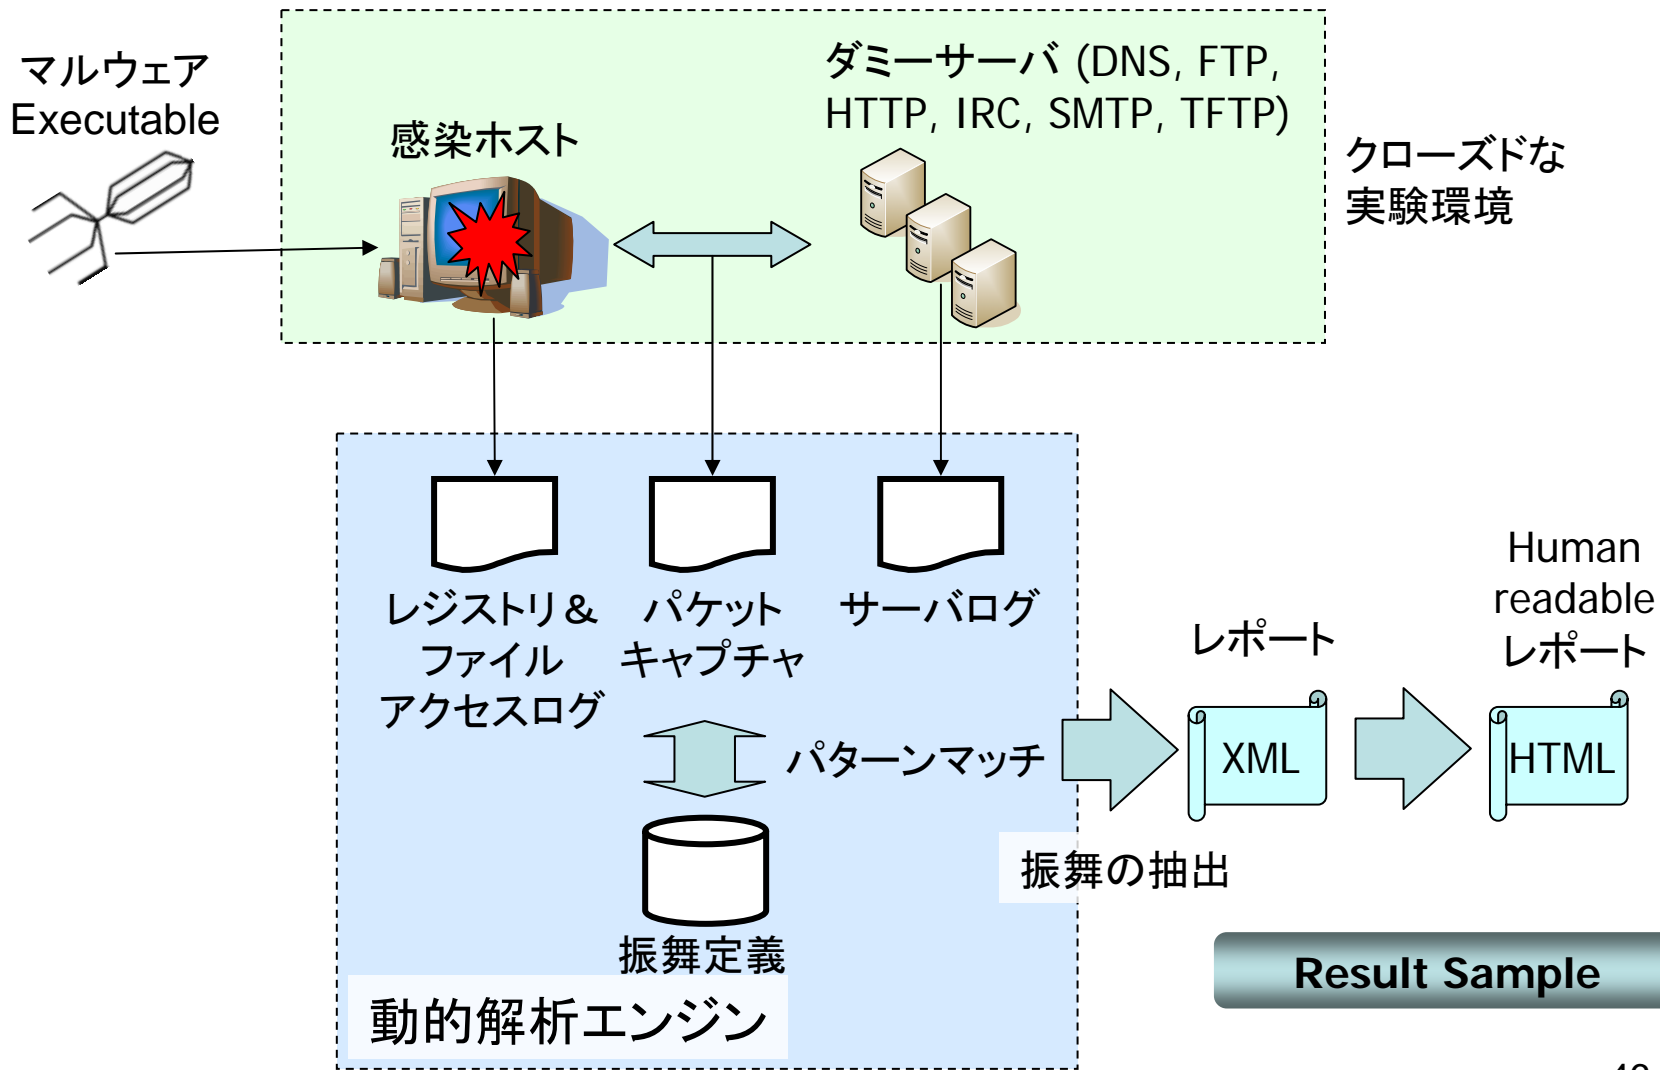 マルウェア
Executable
感染ホスト
ダミーサーバ (DNS, FTP,
HTTP, IRC, SMTP, TFTP)
クローズドな
実験環境
レジストリ&
ファイル
アクセスログ
パケット
キャプチャ
サーバログ
パターンマッチ
振舞定義
動的解析エンジン
振舞の抽出
レポート
XML
Human
readable
レポート
HTML
Result Sample